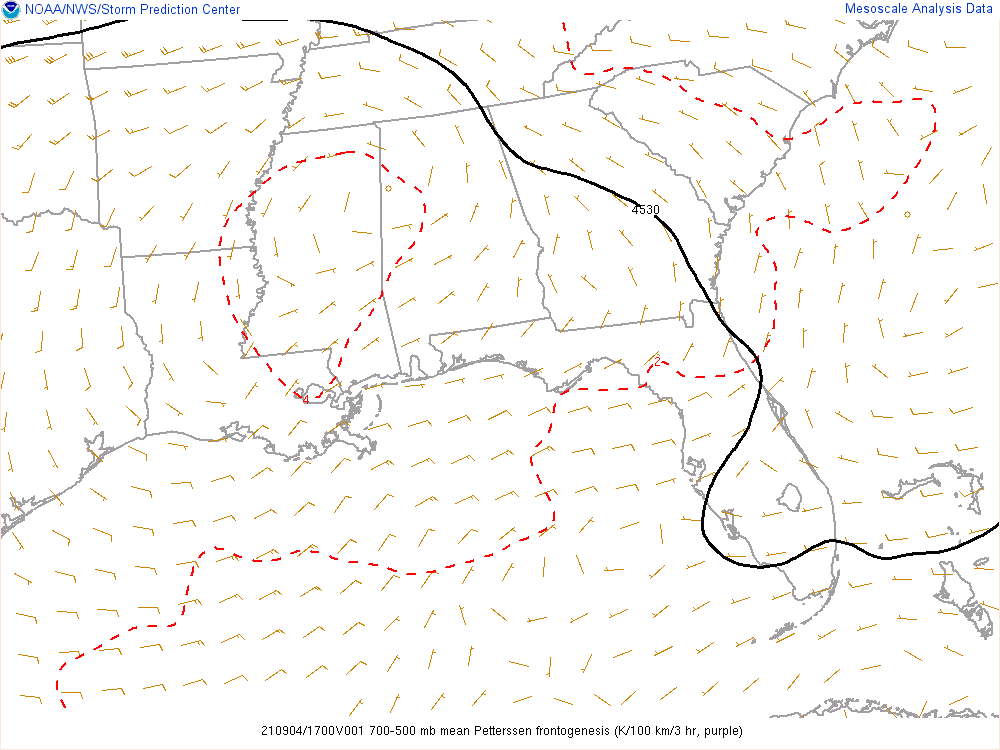 NOAA/NWS/Storm Prediction Center
Mesoscale Analysis Data
4530
2
4
210904/1700V001 700-500 mb mean Petterssen frontogenesis (K/100 km/3 hr, purple)